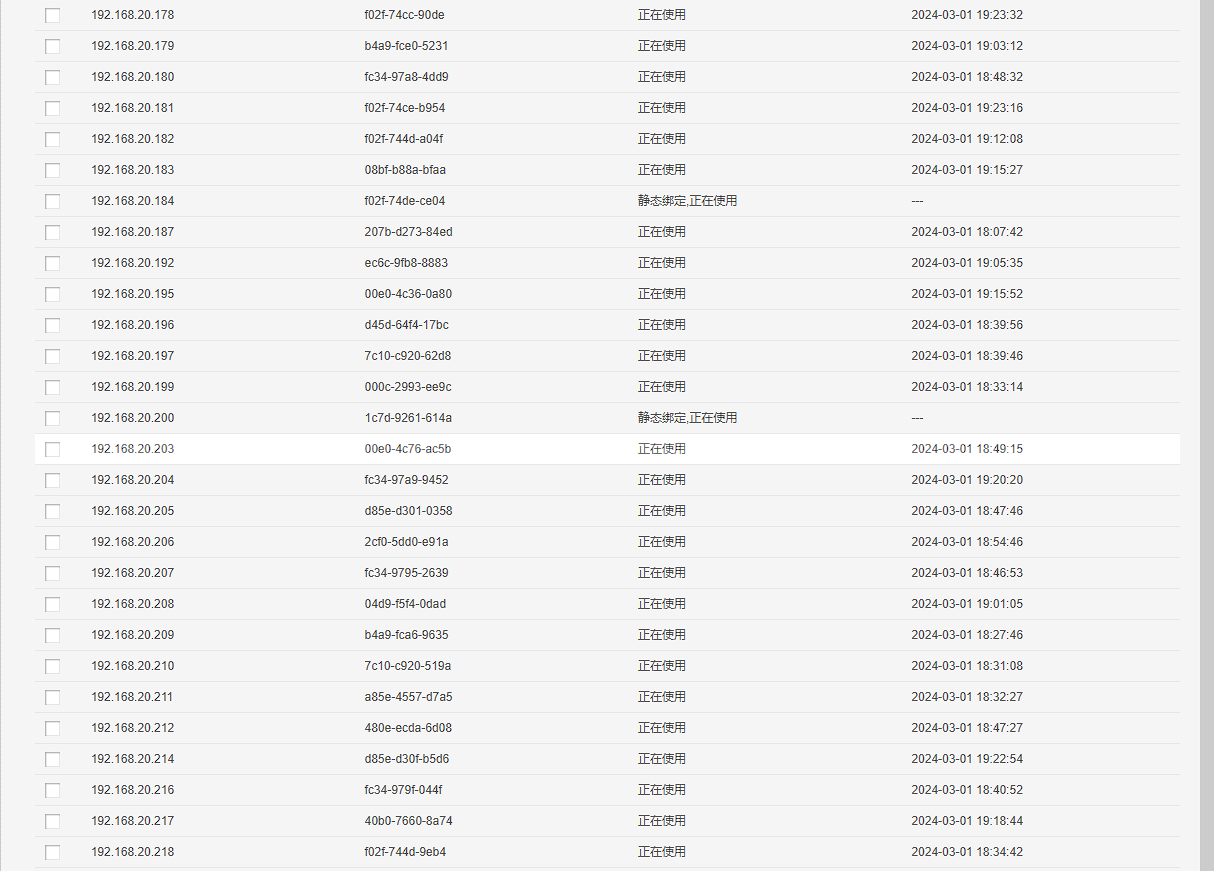 192.168.20.178 f02f-74cc-90de 正在使用 2024-03-01 19:23:32
192.168.20.179 b4a9-fce0-5231 正在使用 2024-03-01 19:03:12
192.168.20.180 fc34-97a8-4dd9 正在使用 2024-03-01 18:48:32
192.168.20.181 f02f-74ce-b954 正在使用 2024-03-01 19:23:16
192.168.20.182 f02f-744d-a04f 正在使用 2024-03-01 19:12:08
192.168.20.183 08bf-b88a-bfaa 正在使用 2024-03-01 19:15:27
192.168.20.184 f02f-74de-ce04 静态绑定,正在使用 ---
192.168.20.187 207b-d273-84ed 正在使用 2024-03-01 18:07:42
192.168.20.192 ec6c-9fb8-8883 正在使用 2024-03-01 19:05:35
192.168.20.195 00e0-4c36-0a80 正在使用 2024-03-01 19:15:52
192.168.20.196 d45d-64f4-17bc 正在使用 2024-03-01 18:39:56
192.168.20.197 7c10-c920-62d8 正在使用 2024-03-01 18:39:46
192.168.20.199 000c-2993-ee9c 正在使用 2024-03-01 18:33:14
192.168.20.200 1c7d-9261-614a 静态绑定,正在使用 ---
192.168.20.203 00e0-4c76-ac5b 正在使用 2024-03-01 18:49:15
192.168.20.204 fc34-97a9-9452 正在使用 2024-03-01 19:20:20
192.168.20.205 d85e-d301-0358 正在使用 2024-03-01 18:47:46
192.168.20.206 2cf0-5dd0-e91a 正在使用 2024-03-01 18:54:46
192.168.20.207 fc34-9795-2639 正在使用 2024-03-01 18:46:53
192.168.20.208 04d9-f5f4-0dad 正在使用 2024-03-01 19:01:05
192.168.20.209 b4a9-fca6-9635 正在使用 2024-03-01 18:27:46
192.168.20.210 7c10-c920-519a 正在使用 2024-03-01 18:31:08
192.168.20.211 a85e-4557-d7a5 正在使用 2024-03-01 18:32:27
192.168.20.212 480e-ecda-6d08 正在使用 2024-03-01 18:47:27
192.168.20.214 d85e-d30f-b5d6 正在使用 2024-03-01 19:22:54
192.168.20.216 fc34-979f-044f 正在使用 2024-03-01 18:40:52
192.168.20.217 40b0-7660-8a74 正在使用 2024-03-01 19:18:44
192.168.20.218 f02f-744d-9eb4 正在使用 2024-03-01 18:34:42